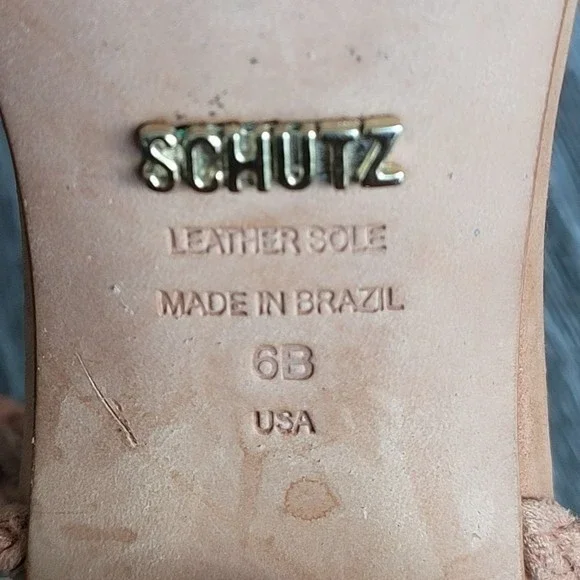 SCHUTZ
LEATHER SOLE
MADE IN BRAZIL
6B
USA